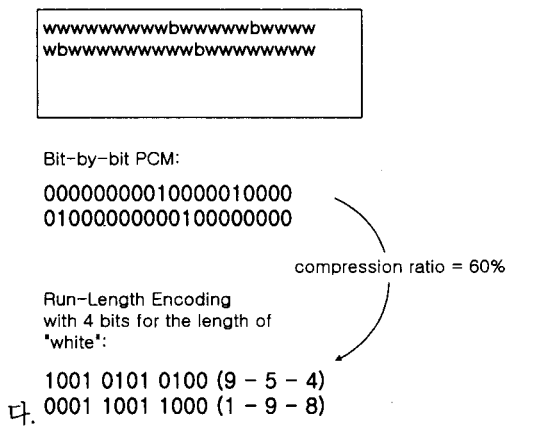 wwwwwwwwwbwwwwwbwwww
wbwwwwwwwwwbwwwwwwww
Bit-by-bit PCM:
00000000010000010000
01000000000100000000
compression ratio = 60%
Run-Length Encoding
with 4 bits for the length of
"white":
1001 0101 0100 (9 - 5 - 4)
다. 0001 1001 1000 (1 - 9 - 8)